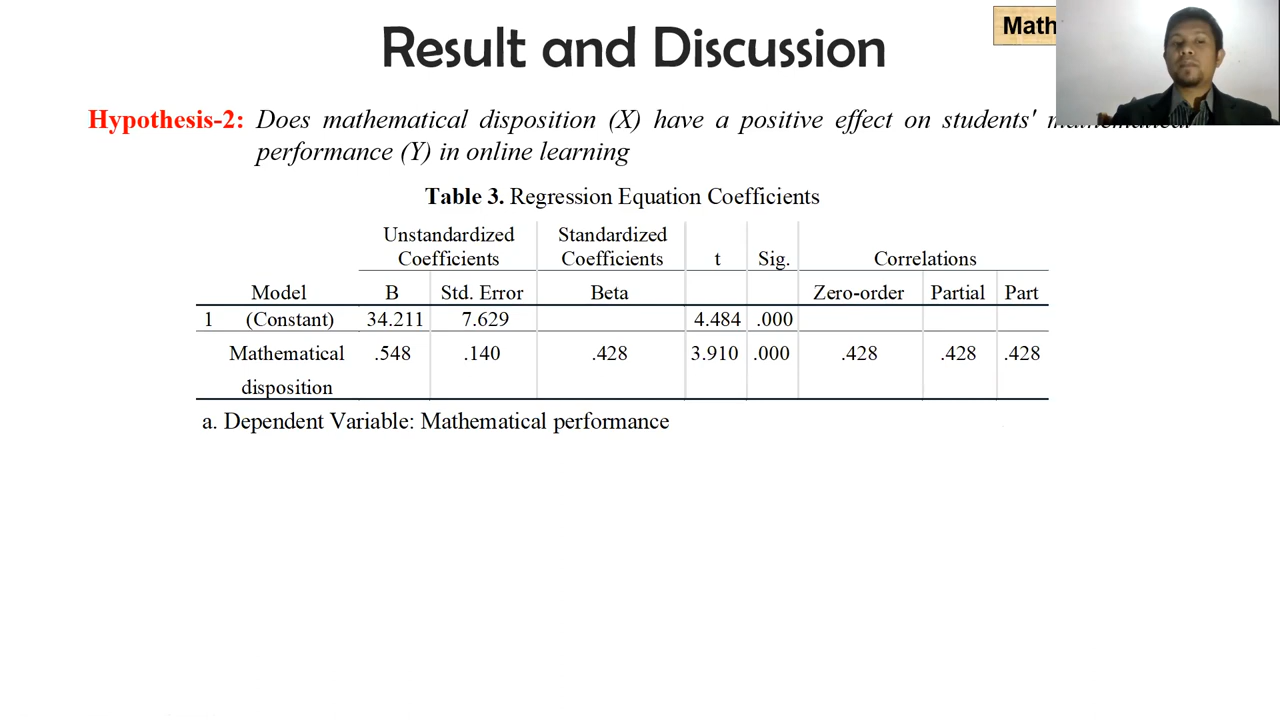 Result and Discussion
Math
Hypothesis-2: Does mathematical disposition (X) have a positive effect on students' mathematical
performance (Y) in online learning
Table 3. Regression Equation Coefficients
Unstandardized Coefficients Standardized Coefficients t Sig. Correlations
Model B Std. Error Beta Zero-order Partial Part
1 (Constant) 34.211 7.629 4.484 .000
Mathematical disposition .548 .140 .428 3.910 .000 .428 .428 .428
a. Dependent Variable: Mathematical performance